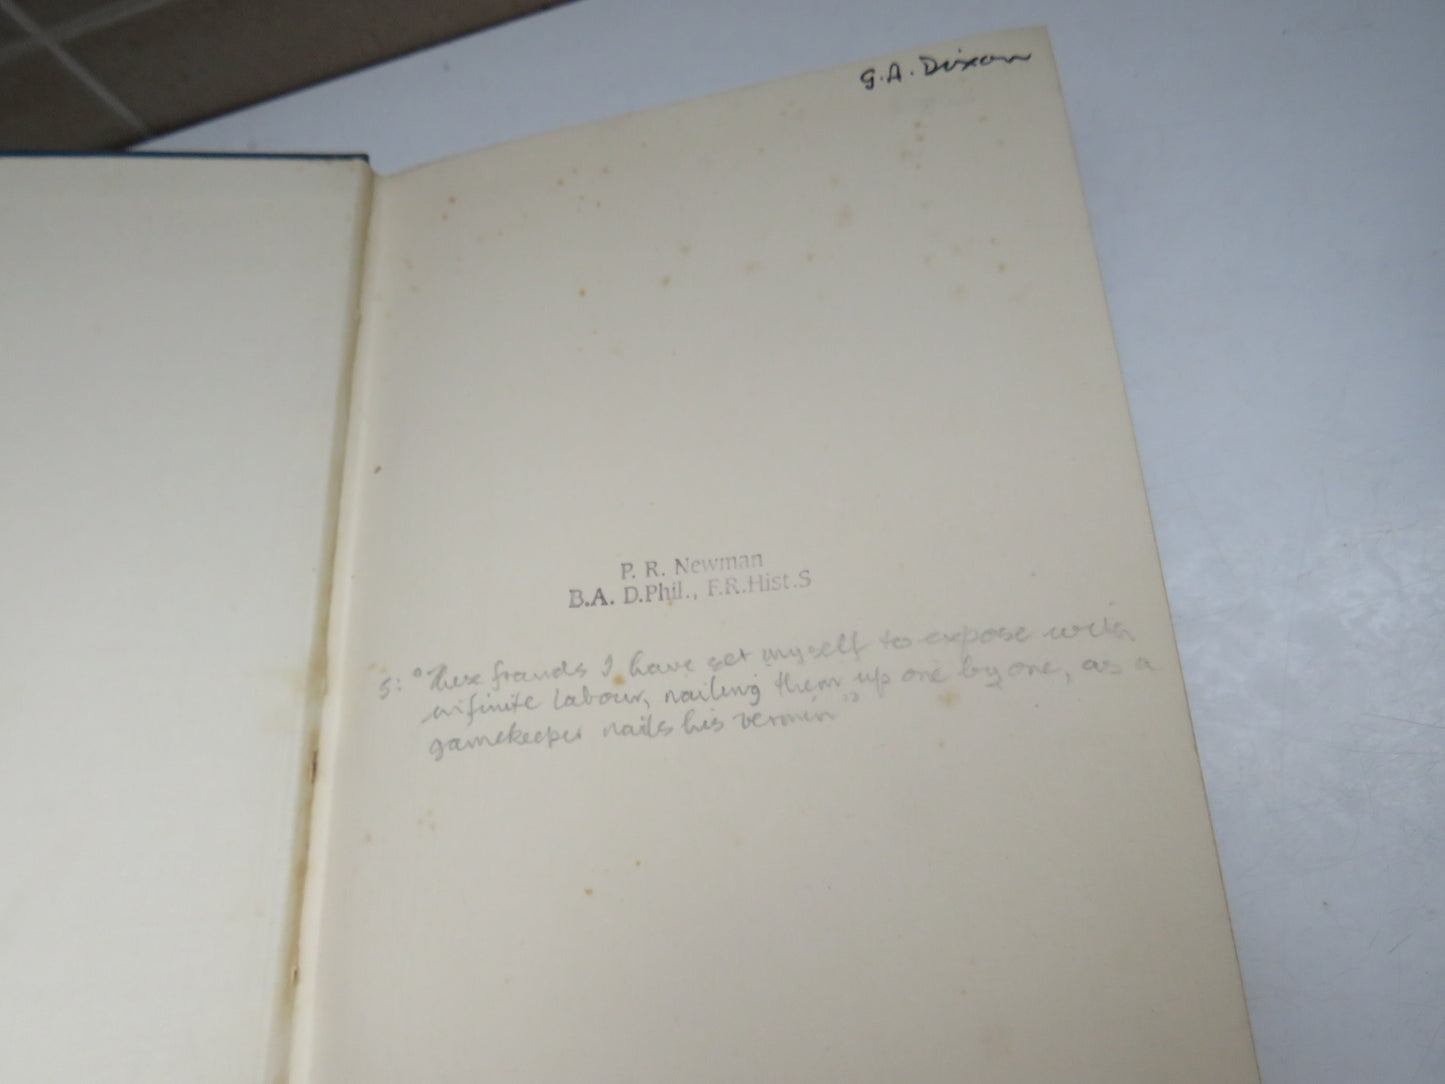 G.A. Dixon
P. R. Newman
B.A. D.Phil., F.R.Hist.S
5: "These frauds I have set myself to expose with
infinite labour, nailing them up one by one, as a
gamekeeper nails his vermin"